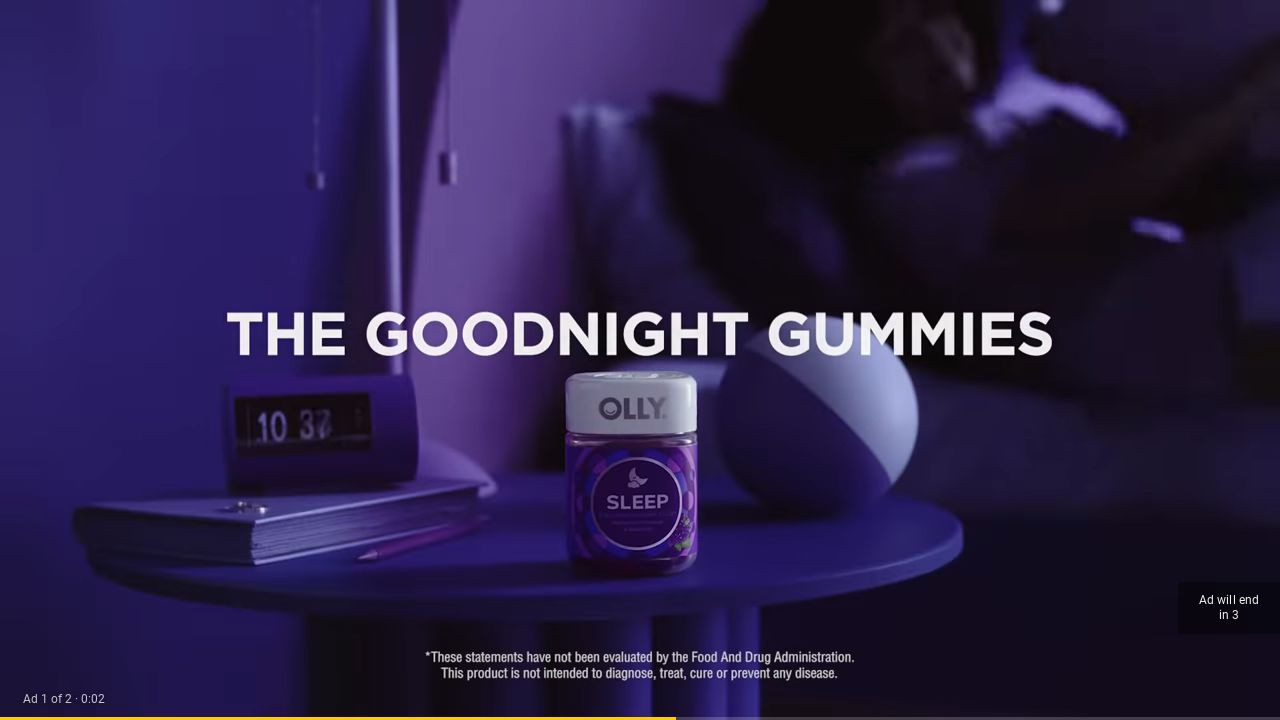 THE GOODNIGHT GUMMIES
10 37
OLLY.
SLEEP
Ad will end
in 3
*These statements have not been evaluated by the Food And Drug Administration.
This product is not intended to diagnose, treat, cure or prevent any disease.
Ad 1 of 2 · 0:02